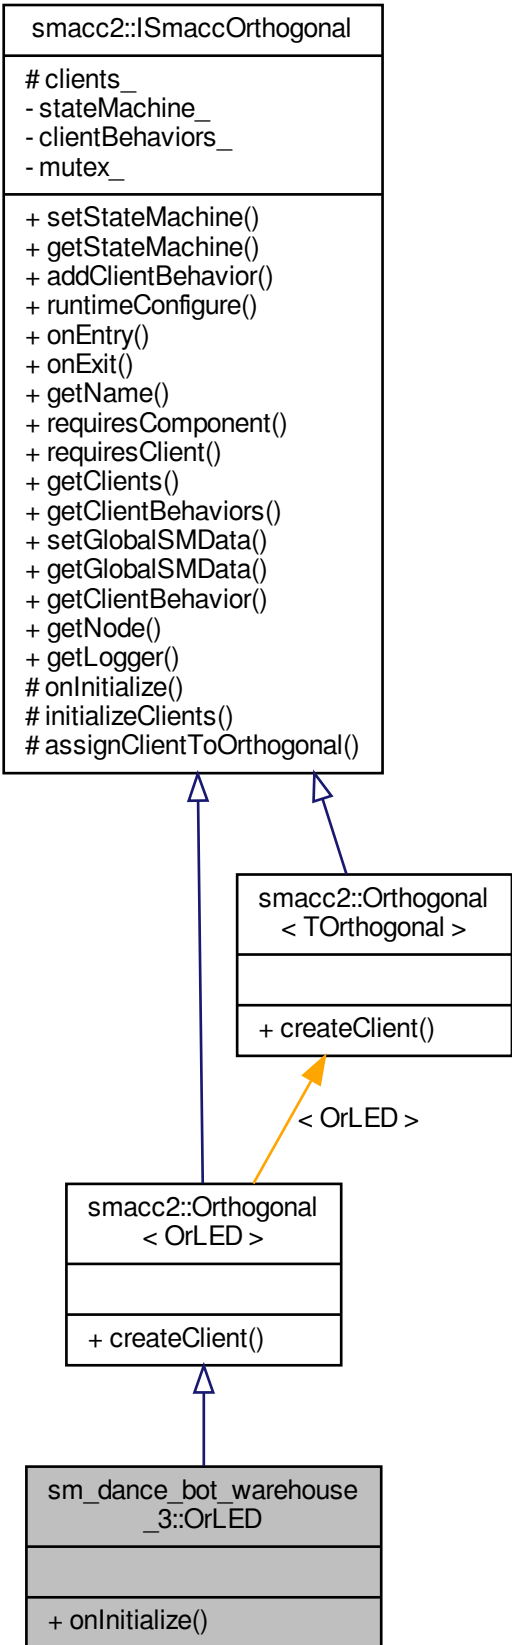 smacc2::ISmaccOrthogonal
# clients_
- stateMachine_
- clientBehaviors_
- mutex_
+ setStateMachine()
+ getStateMachine()
+ addClientBehavior()
+ runtimeConfigure()
+ onEntry()
+ onExit()
+ getName()
+ requiresComponent()
+ requiresClient()
+ getClients()
+ getClientBehaviors()
+ setGlobalSMData()
+ getGlobalSMData()
+ getClientBehavior()
+ getNode()
+ getLogger()
# onInitialize()
# initializeClients()
# assignClientToOrthogonal()
smacc2::Orthogonal
< TOrthogonal >
+ createClient()
< OrLED >
smacc2::Orthogonal
< OrLED >
+ createClient()
sm_dance_bot_warehouse
_3::OrLED
+ onInitialize()